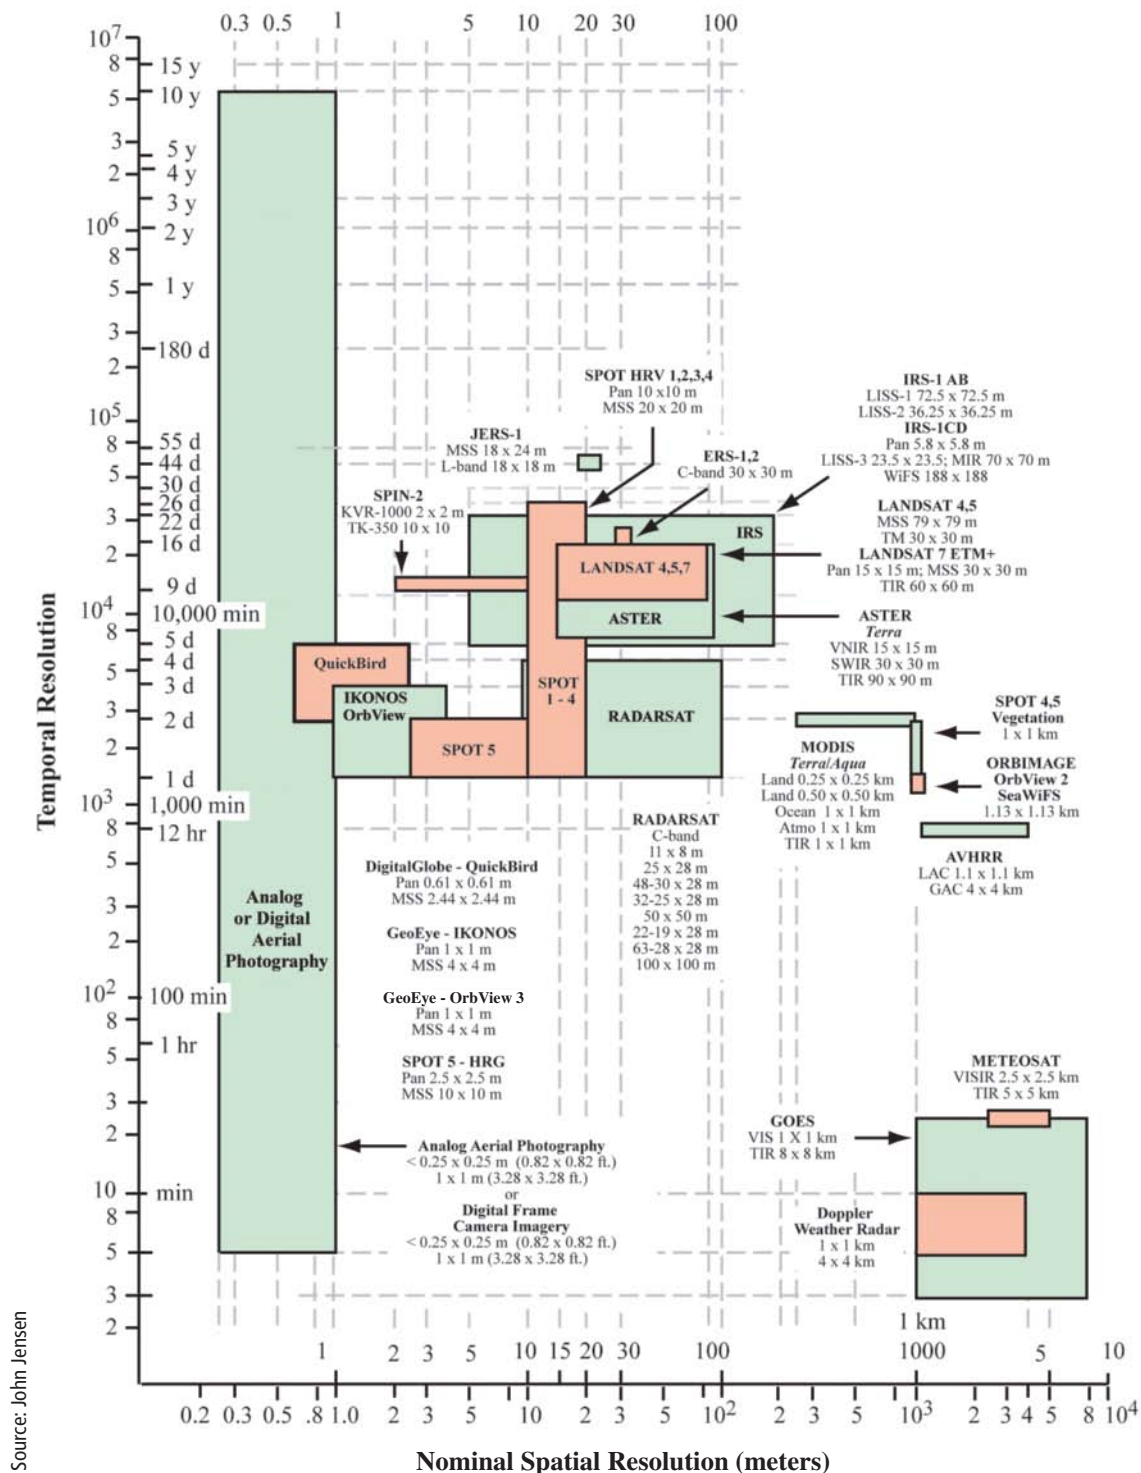 0.3 0.5 1 5 10 20 30 100
10⁷
8
5
3
2
10⁶
8
5
3
2
10⁵
8
5
3
2
10⁴
8
5
3
2
10³
8
5
3
2
10²
8
5
3
2
10
8
5
3
2
15 y
10 y
5 y
4 y
3 y
2 y
1 y
180 d
55 d
44 d
30 d
26 d
22 d
16 d
9 d
10,000 min
5 d
4 d
3 d
2 d
1 d
1,000 min
12 hr
100 min
1 hr
min
Temporal Resolution
SPOT HRV 1,2,3,4
Pan 10 x10 m
MSS 20 x 20 m
IRS-1 AB
LISS-1 72.5 x 72.5 m
LISS-2 36.25 x 36.25 m
IRS-1CD
Pan 5.8 x 5.8 m
LISS-3 23.5 x 23.5; MIR 70 x 70 m
WiFS 188 x 188
JERS-1
MSS 18 x 24 m
L-band 18 x 18 m
ERS-1,2
C-band 30 x 30 m
SPIN-2
KVR-1000 2 x 2 m
TK-350 10 x 10
LANDSAT 4,5
MSS 79 x 79 m
TM 30 x 30 m
LANDSAT 7 ETM+
Pan 15 x 15 m; MSS 30 x 30 m
TIR 60 x 60 m
IRS
LANDSAT 4,5,7
ASTER
ASTER
Terra
VNIR 15 x 15 m
SWIR 30 x 30 m
TIR 90 x 90 m
QuickBird
IKONOS
OrbView
SPOT 5
SPOT
1 - 4
RADARSAT
SPOT 4,5
Vegetation
1 x 1 km
MODIS
Terra/Aqua
Land 0.25 x 0.25 km
Land 0.50 x 0.50 km
Ocean 1 x 1 km
Atmo 1 x 1 km
TIR 1 x 1 km
ORBIMAGE
OrbView 2
SeaWiFS
1.13 x 1.13 km
AVHRR
LAC 1.1 x 1.1 km
GAC 4 x 4 km
RADARSAT
C-band
11 x 8 m
25 x 28 m
48-30 x 28 m
32-25 x 28 m
50 x 50 m
22-19 x 28 m
63-28 x 28 m
100 x 100 m
Analog
or Digital
Aerial
Photography
DigitalGlobe - QuickBird
Pan 0.61 x 0.61 m
MSS 2.44 x 2.44 m
GeoEye - IKONOS
Pan 1 x 1 m
MSS 4 x 4 m
GeoEye - OrbView 3
Pan 1 x 1 m
MSS 4 x 4 m
SPOT 5 - HRG
Pan 2.5 x 2.5 m
MSS 10 x 10 m
Analog Aerial Photography
< 0.25 x 0.25 m (0.82 x 0.82 ft.)
1 x 1 m (3.28 x 3.28 ft.)
or
Digital Frame
Camera Imagery
< 0.25 x 0.25 m (0.82 x 0.82 ft.)
1 x 1 m (3.28 x 3.28 ft.)
METEOSAT
VISIR 2.5 x 2.5 km
TIR 5 x 5 km
GOES
VIS 1 X 1 km
TIR 8 x 8 km
Doppler
Weather Radar
1 x 1 km
4 x 4 km
1 km
1 2 3 5 10 15 20 30 100 1000 5 10
0.2 0.3 0.5 .8 1.0 2 3 5 10 20 3 5 10² 2 3 5 10³ 2 3 4 5 8 10⁴
Nominal Spatial Resolution (meters)
Source: John Jensen